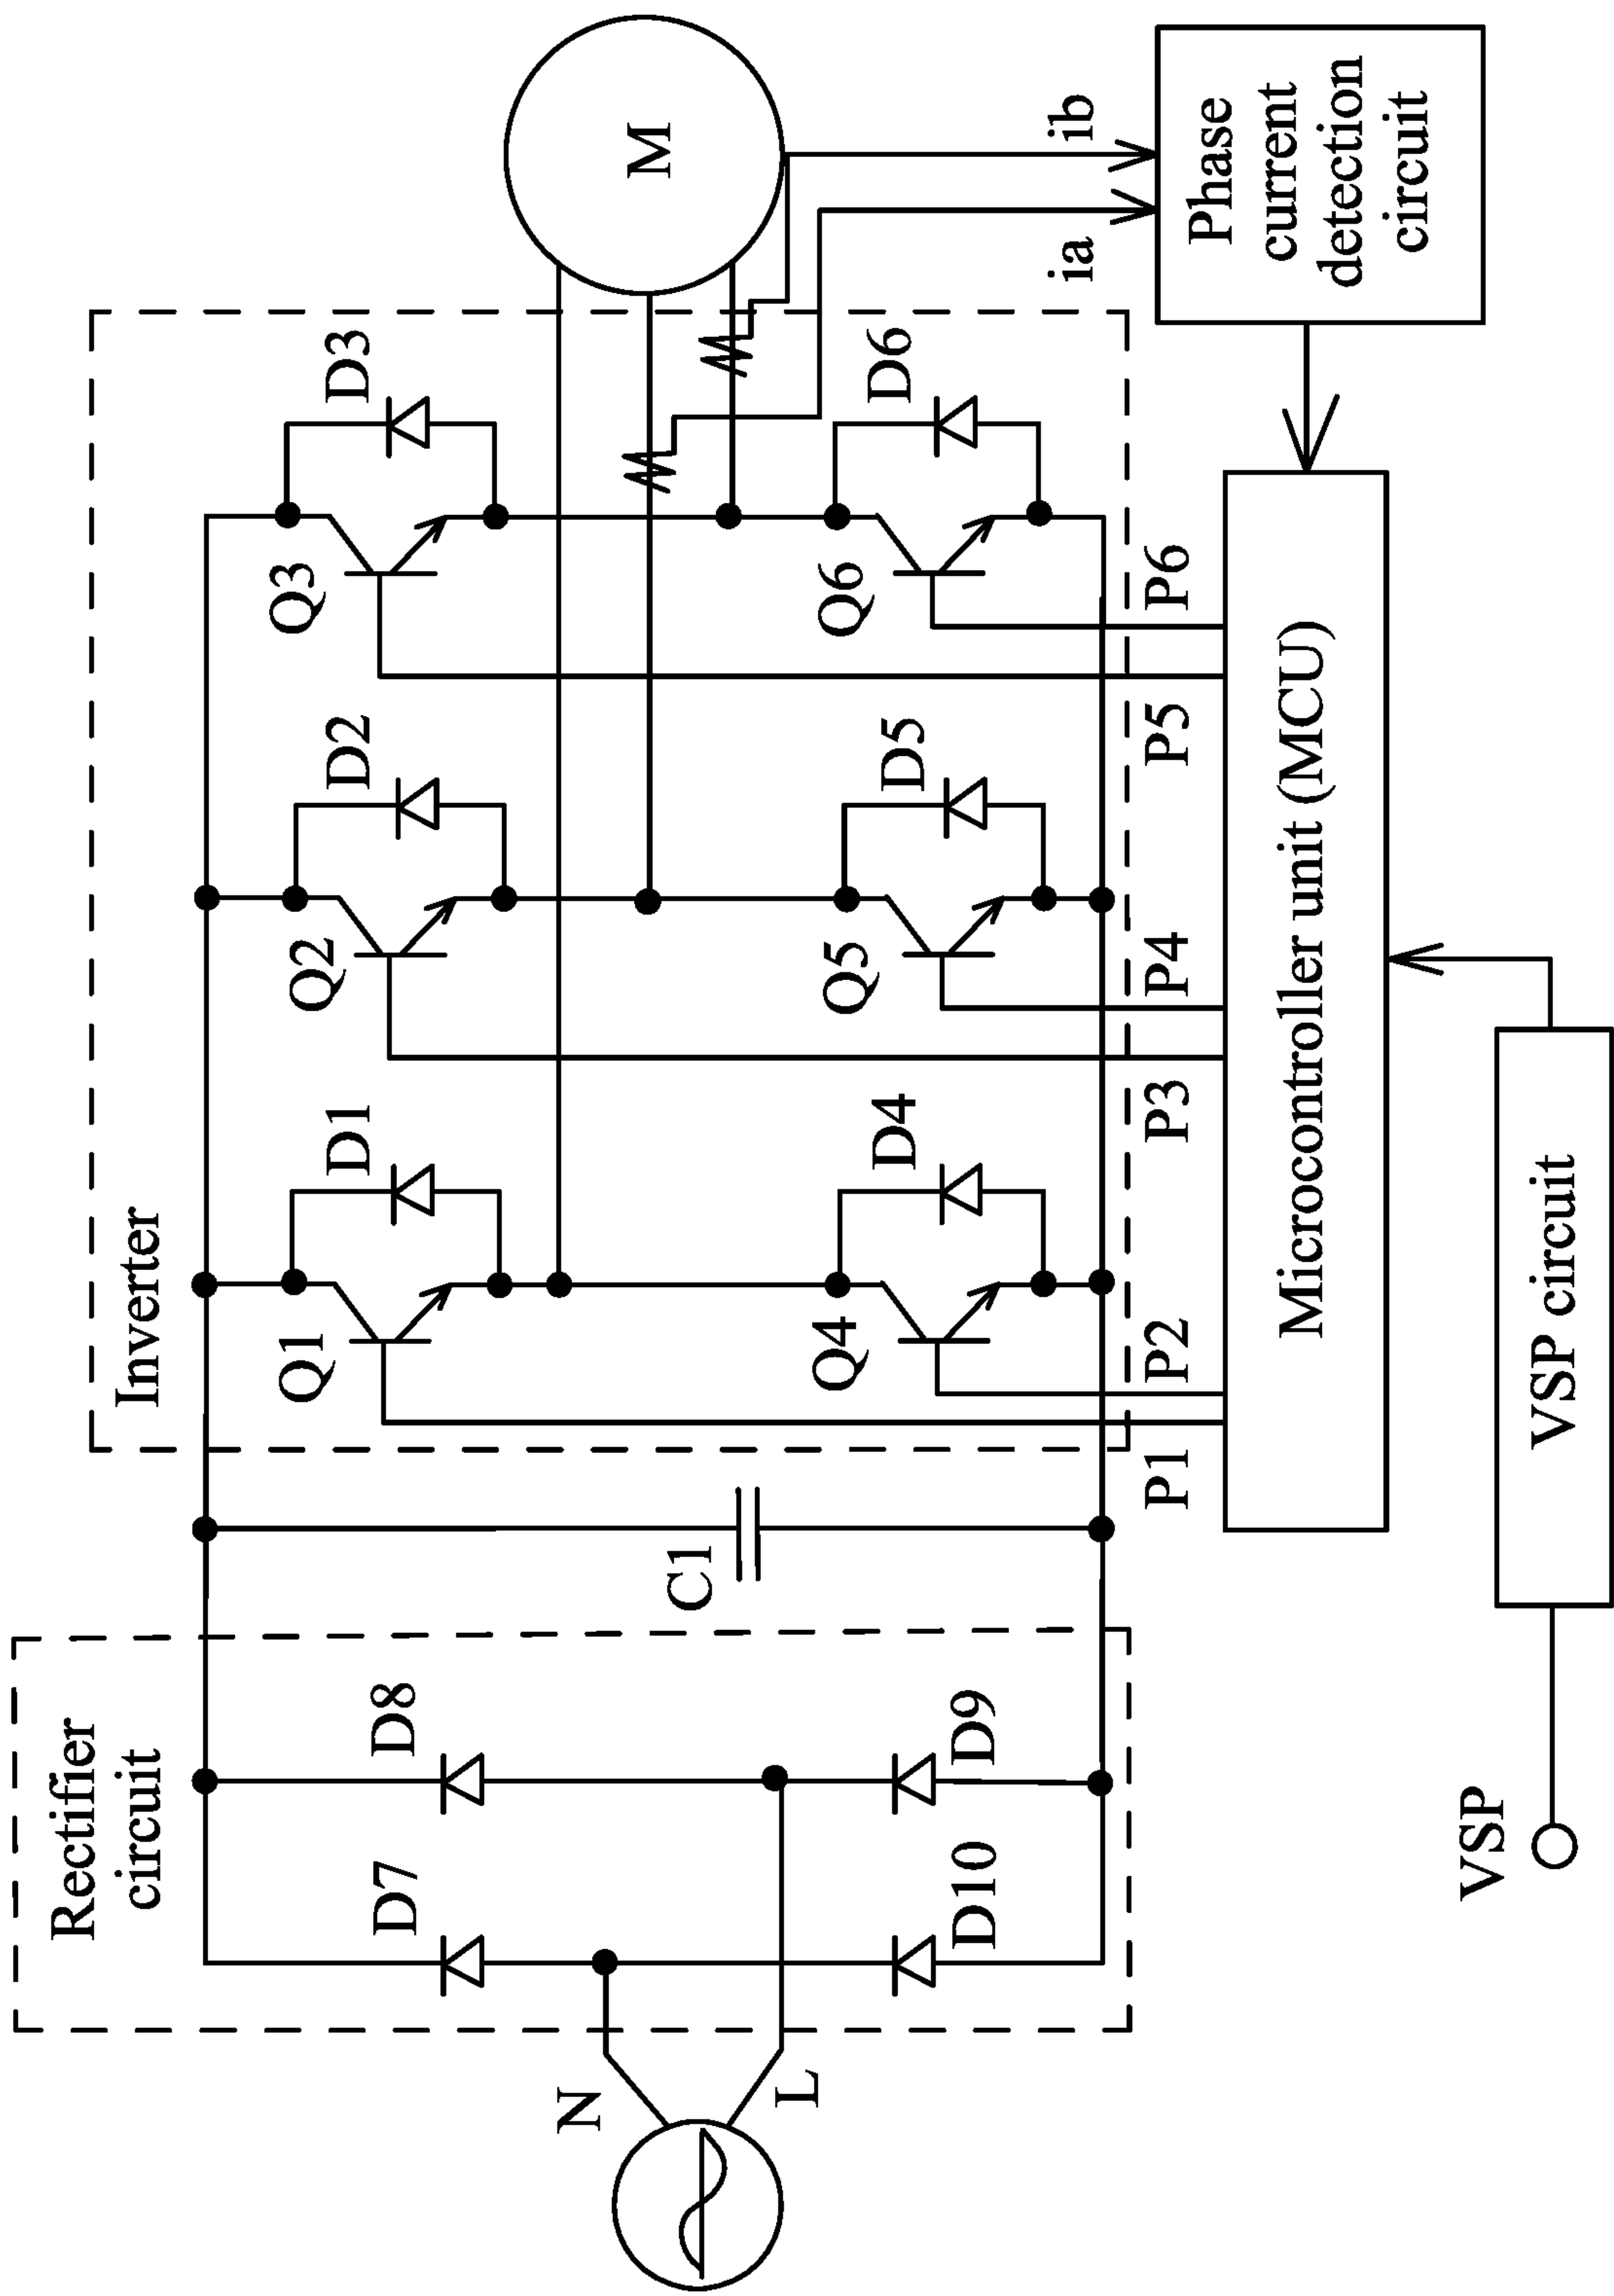 Rectifier
circuit
D7
D8
D10
D9
N
L
C1
Inverter
Q1
D1
Q2
D2
Q3
D3
Q4
D4
Q5
D5
Q6
D6
M
P1
P2
P3
P4
P5
P6
ia
ib
Microcontroller unit (MCU)
Phase
current
detection
circuit
VSP
VSP circuit